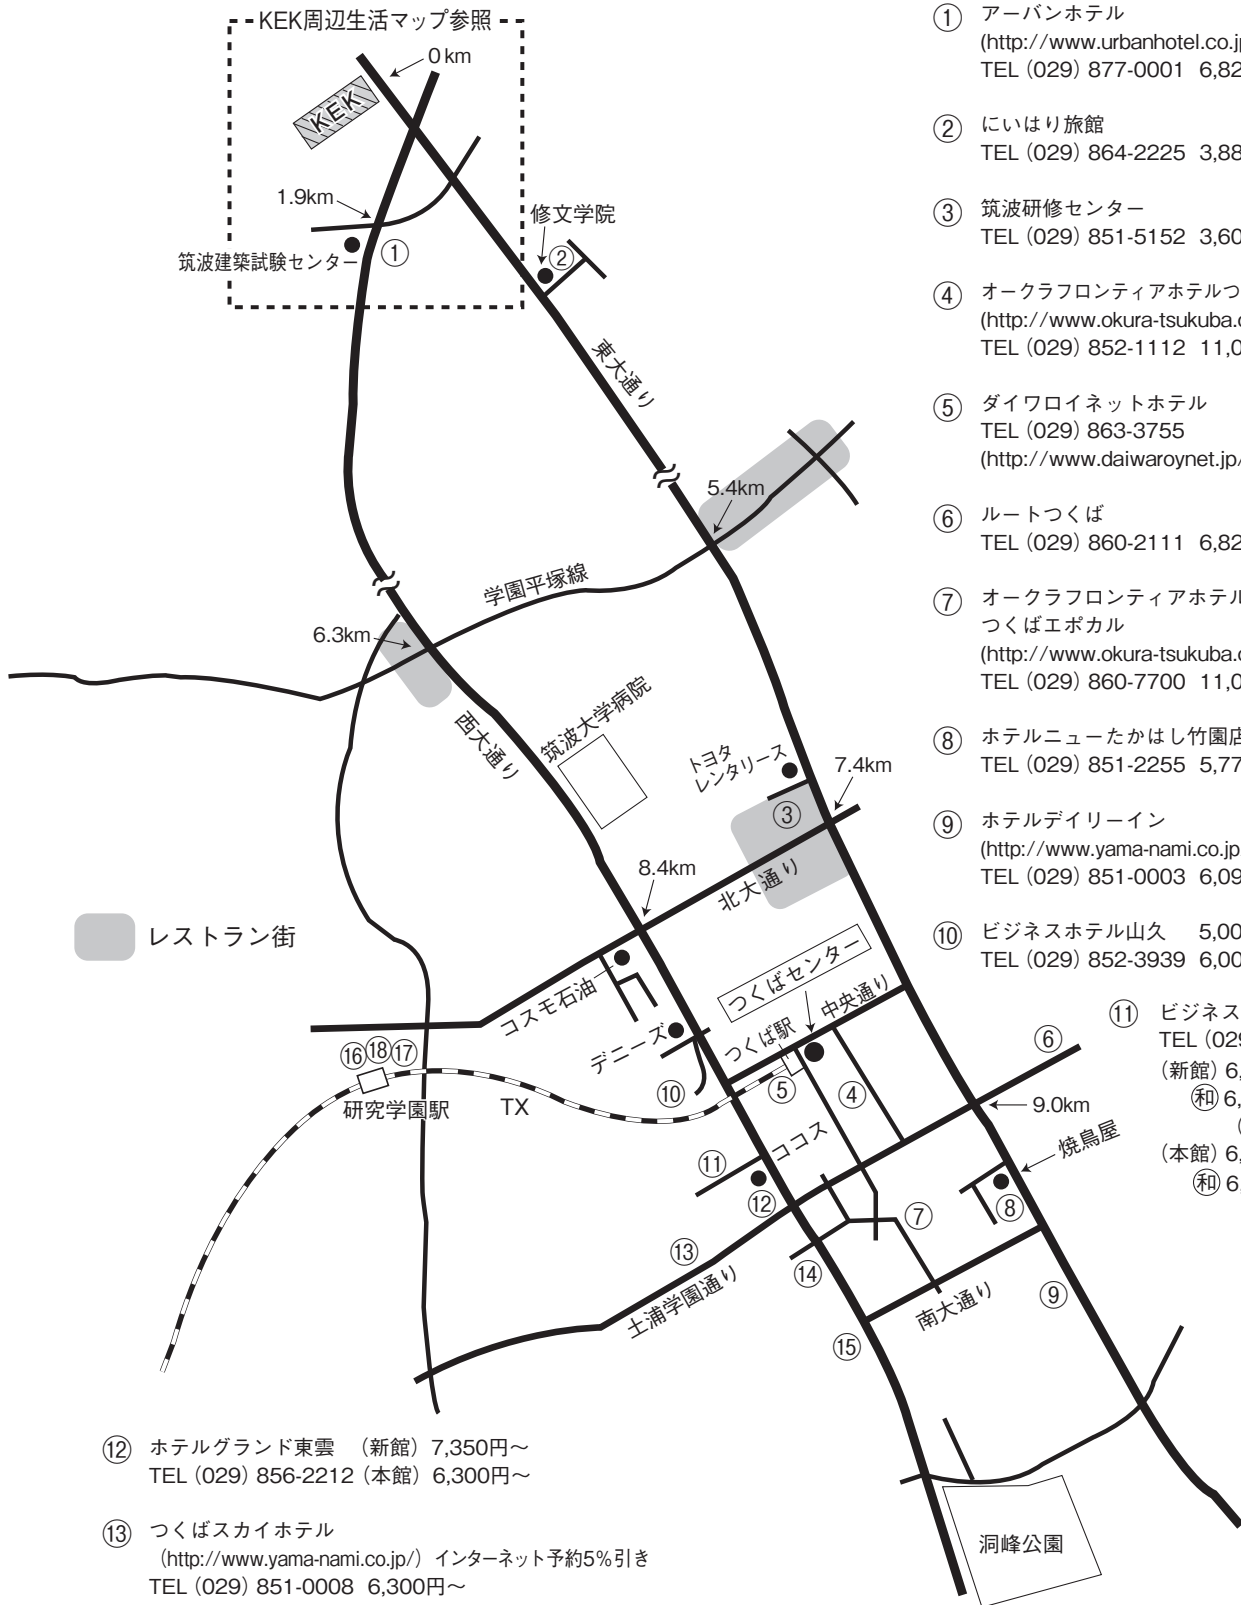 KEK周辺生活マップ参照
0km
KEK
1.9km
筑波建築試験センター
①
修文学院
②
東大通り
5.4km
学園平塚線
6.3km
西大通り
筑波大学病院
トヨタ
レンタリース
7.4km
③
8.4km
北大通り
レストラン街
コスモ石油
つくばセンター
中央通り
つくば駅
デニーズ
⑥
⑯⑱⑰
研究学園駅
TX
⑩
⑤
④
9.0km
ココス
焼鳥屋
⑪
⑫
⑧
⑦
⑬
⑭
土浦学園通り
⑨
南大通り
⑮
洞峰公園
① アーバンホテル
(http://www.urbanhotel.co.jp
TEL (029) 877-0001 6,82
② にいはり旅館
TEL (029) 864-2225 3,88
③ 筑波研修センター
TEL (029) 851-5152 3,60
④ オークラフロンティアホテルつ
(http://www.okura-tsukuba.c
TEL (029) 852-1112 11,0
⑤ ダイワロイネットホテル
TEL (029) 863-3755
(http://www.daiwaroynet.jp/
⑥ ルートつくば
TEL (029) 860-2111 6,82
⑦ オークラフロンティアホテル
つくばエポカル
(http://www.okura-tsukuba.c
TEL (029) 860-7700 11,0
⑧ ホテルニューたかはし竹園店
TEL (029) 851-2255 5,77
⑨ ホテルデイリーイン
(http://www.yama-nami.co.jp
TEL (029) 851-0003 6,09
⑩ ビジネスホテル山久 5,00
TEL (029) 852-3939 6,00
⑪ ビジネス
TEL (029
(新館) 6,
㊥ 6,
(
(本館) 6,
㊥ 6,
⑫ ホテルグランド東雲 (新館) 7,350円～
TEL (029) 856-2212 (本館) 6,300円～
⑬ つくばスカイホテル
(http://www.yama-nami.co.jp/) インターネット予約5%引き
TEL (029) 851-0008 6,300円～